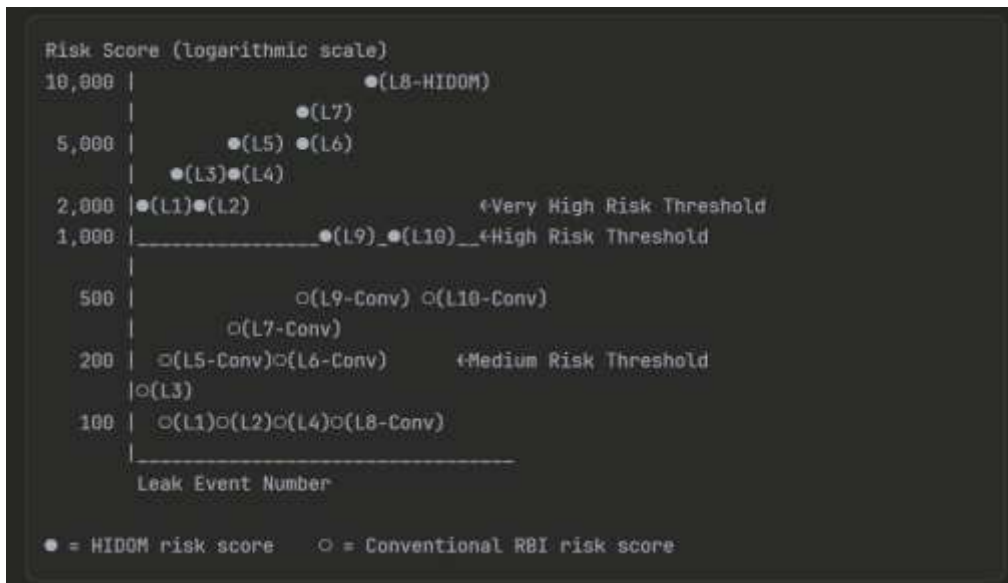 Risk Score (logarithmic scale)
10,000 | ●(L8-HIDOM)
| ●(L7)
5,000 | ●(L5) ●(L6)
| ●(L3)●(L4)
2,000 |●(L1)●(L2) ←Very High Risk Threshold
1,000 |________________●(L9)_●(L10)__←High Risk Threshold
|
500 | ○(L9-Conv) ○(L10-Conv)
| ○(L7-Conv)
200 | ○(L5-Conv)○(L6-Conv) ←Medium Risk Threshold
|○(L3)
100 | ○(L1)○(L2)○(L4)○(L8-Conv)
|_________________________________
Leak Event Number
● = HIDOM risk score ○ = Conventional RBI risk score